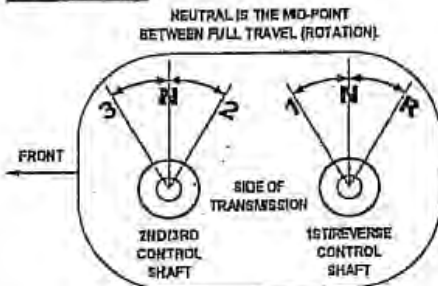 NEUTRAL IS THE MID-POINT
BETWEEN FULL TRAVEL (ROTATION).
3 N 2
1 N R
FRONT
SIDE OF
TRANSMISSION
2ND/3RD
CONTROL
SHAFT
1ST/REVERSE
CONTROL
SHAFT